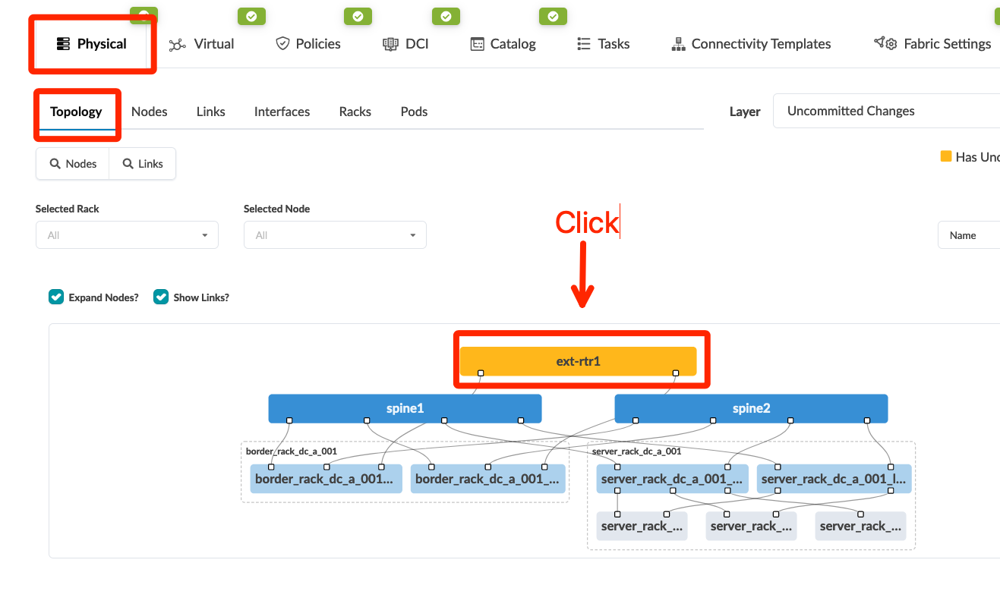 Physical Virtual Policies DCI Catalog Tasks Connectivity Templates Fabric Settings
Topology Nodes Links Interfaces Racks Pods Layer Uncommitted Changes
Nodes Links
Has Unc
Selected Rack Selected Node
All All
Click
Name
Expand Nodes? Show Links?
ext-rtr1
spine1 spine2
border_rack_dc_a_001 server_rack_dc_a_001
border_rack_dc_a_001... border_rack_dc_a_001_... server_rack_dc_a_001_... server_rack_dc_a_001_l...
server_rack_... server_rack_... server_rack_...